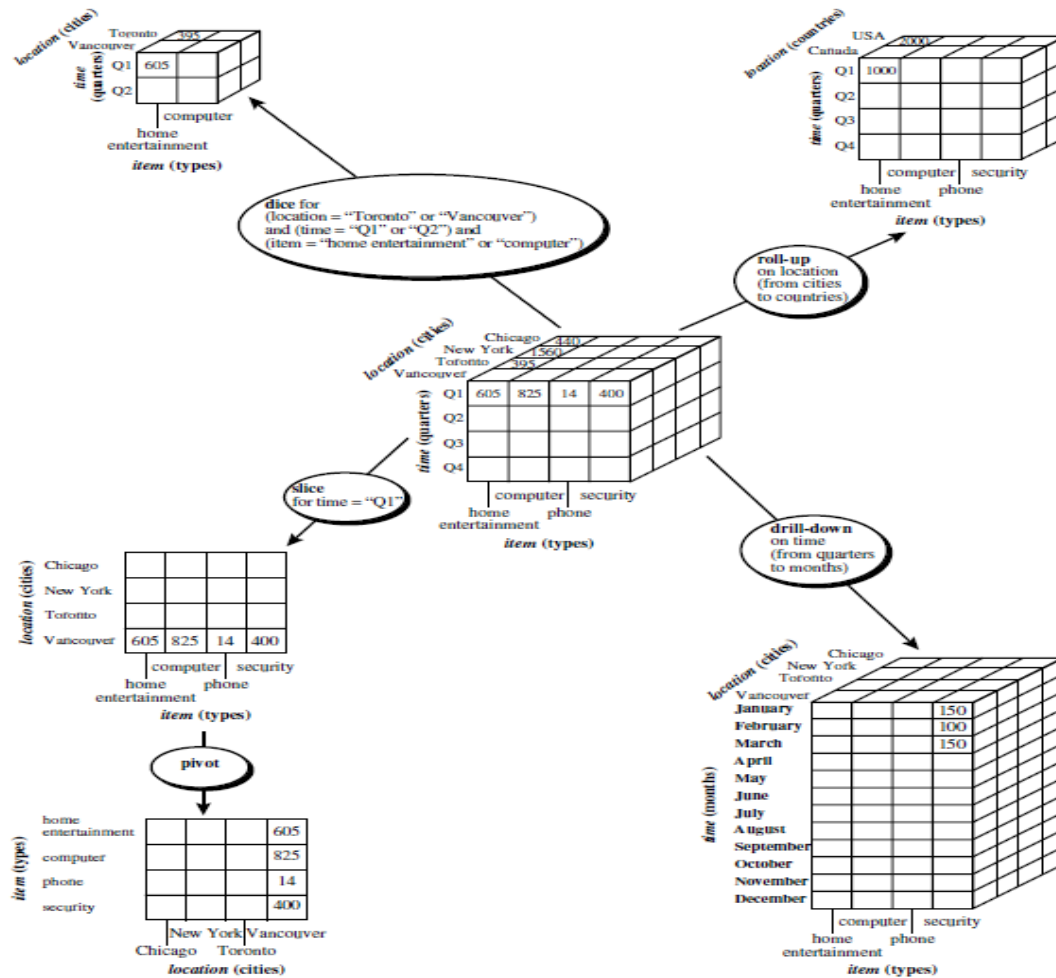 location (cities)
Toronto 395
Vancouver
time (quarters)
Q1 605
Q2
computer
home
entertainment
item (types)
location (countries)
USA 2000
Canada
time (quarters)
Q1 1000
Q2
Q3
Q4
computer
home
entertainment
phone
item (types)
dice for
(location = “Toronto” or “Vancouver”)
and (time = “Q1” or “Q2”) and
(item = “home entertainment” or “computer”)
roll-up
on location
(from cities
to countries)
location (cities)
Chicago 440
New York 1560
Toronto 395
Vancouver
time (quarters)
Q1 605 825 14 400
Q2
Q3
Q4
computer security
home
entertainment
phone
item (types)
slice
for time = “Q1”
drill-down
on time
(from quarters
to months)
location (cities)
Chicago
New York
Toronto
Vancouver 605 825 14 400
computer security
home
entertainment
phone
item (types)
pivot
item (types)
home
entertainment 605
computer 825
phone 14
security 400
New York Vancouver
Chicago Toronto
location (cities)
location (cities)
Chicago
New York
Toronto
Vancouver
time (months)
January 150
February 100
March 150
April
May
June
July
August
September
October
November
December
computer security
home
entertainment
phone
item (types)